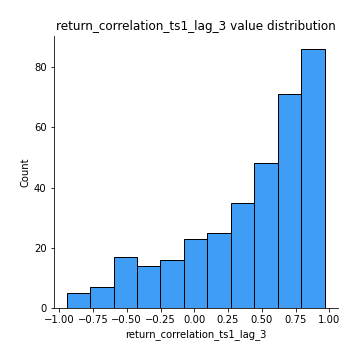 return_correlation_ts1_lag_3 value distribution
80
60
40
20
0
Count
−1.00 −0.75 −0.50 −0.25 0.00 0.25 0.50 0.75 1.00
return_correlation_ts1_lag_3